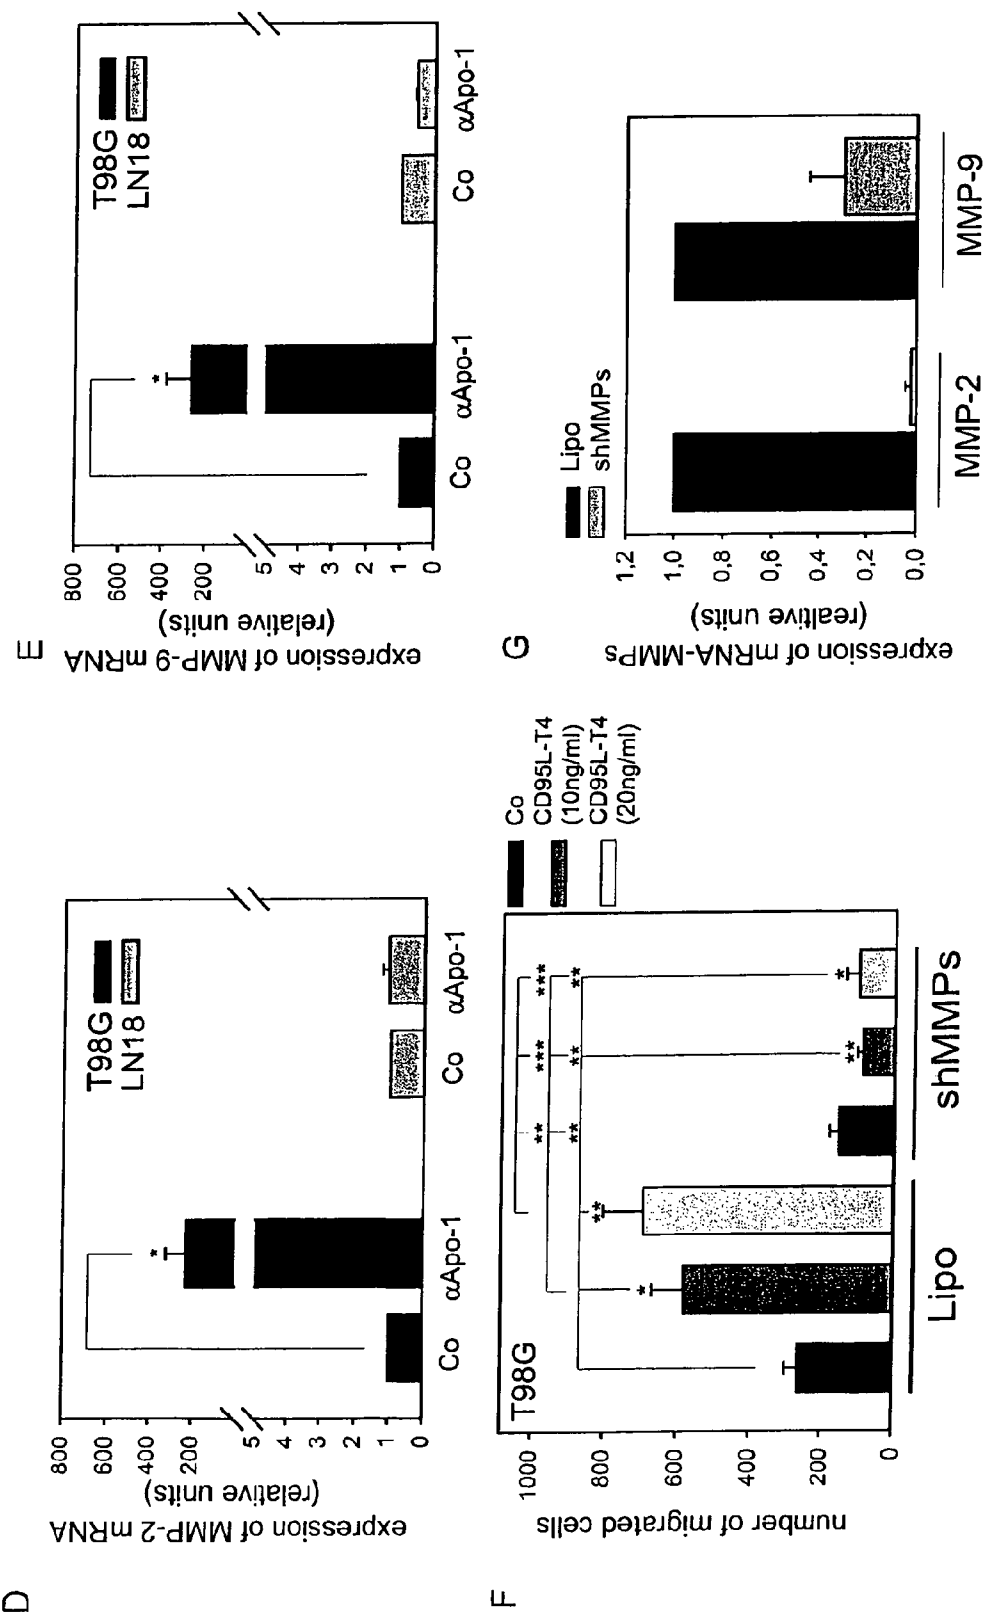 D
expression of MMP-2 mRNA
(relative units)
800
600
400
200
5
4
3
2
1
0
T98G
LN18
*
Co
αApo-1
Co
αApo-1
E
expression of MMP-9 mRNA
(relative units)
800
600
400
200
5
4
3
2
1
0
T98G
LN18
*
Co
αApo-1
Co
αApo-1
F
number of migrated cells
1000
800
600
400
200
T98G
Co
CD95L-T4
(10ng/ml)
CD95L-T4
(20ng/ml)
** *** ***
** ** **
* ** ** *
Lipo
shMMPs
G
expression of mRNA-MMPs
(realtive units)
1,2
1,0
0,8
0,6
0,4
0,2
0,0
Lipo
shMMPs
MMP-2
MMP-9